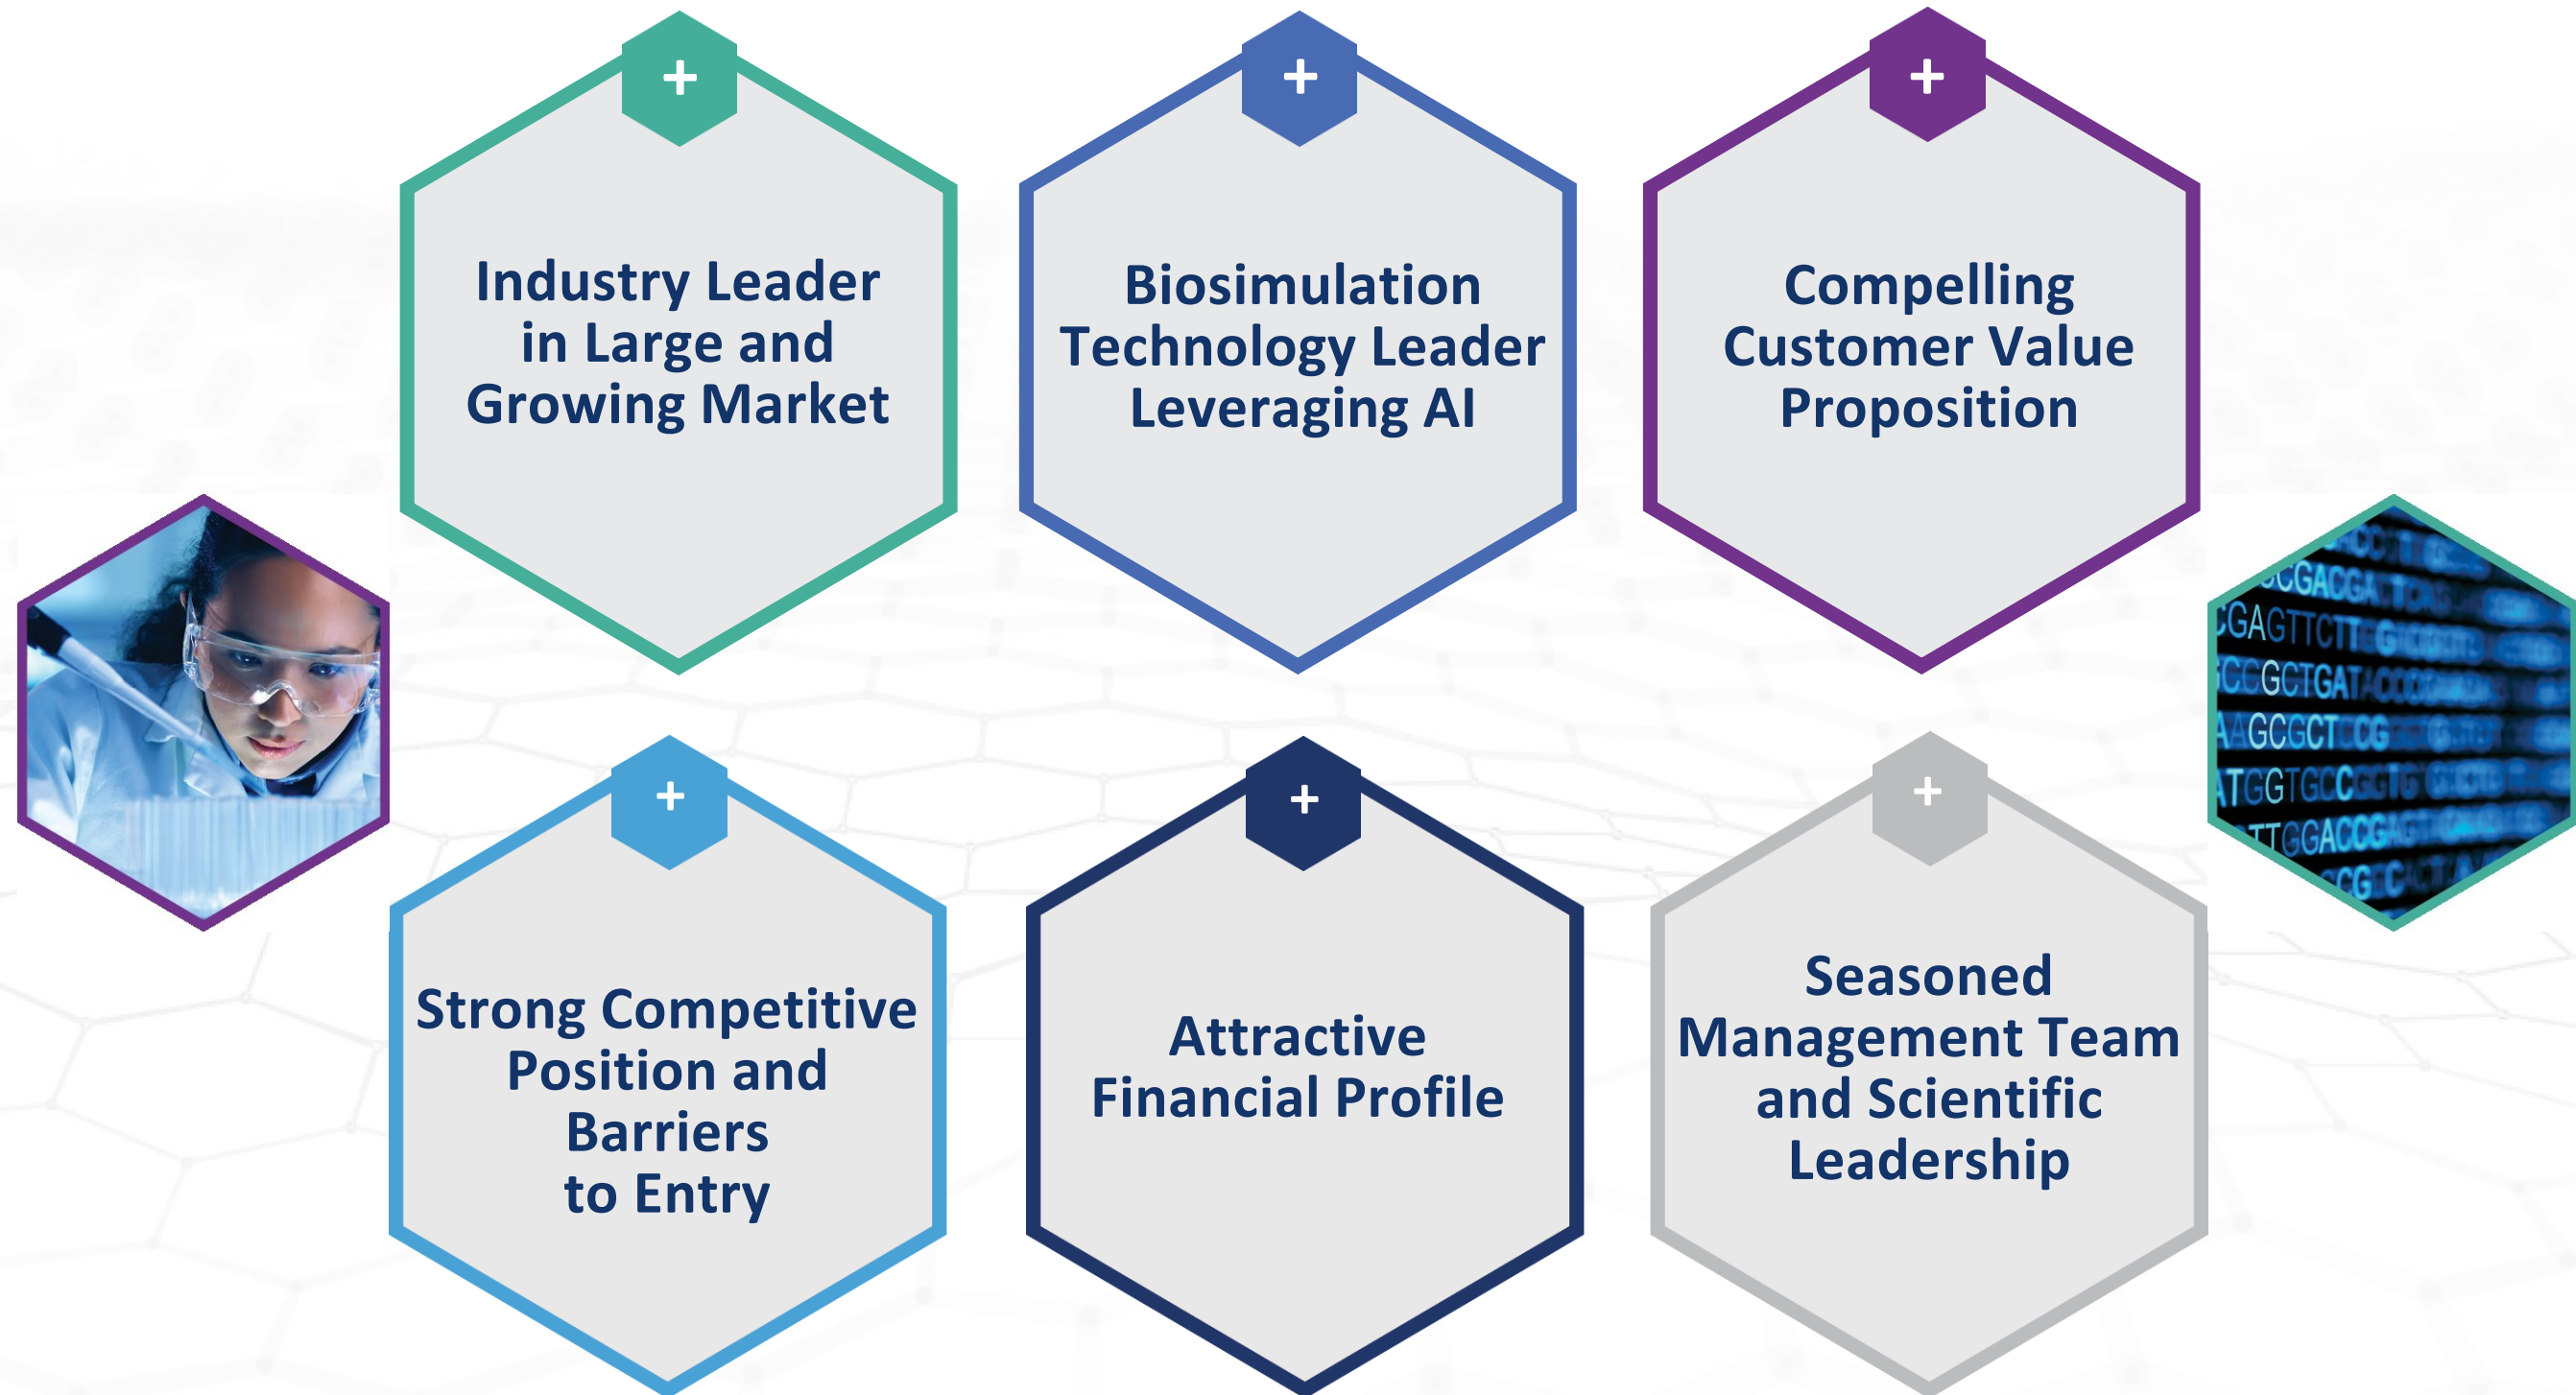 +
Industry Leader
in Large and
Growing Market
+
Biosimulation
Technology Leader
Leveraging AI
+
Compelling
Customer Value
Proposition
+
Strong Competitive
Position and
Barriers
to Entry
+
Attractive
Financial Profile
+
Seasoned
Management Team
and Scientific
Leadership